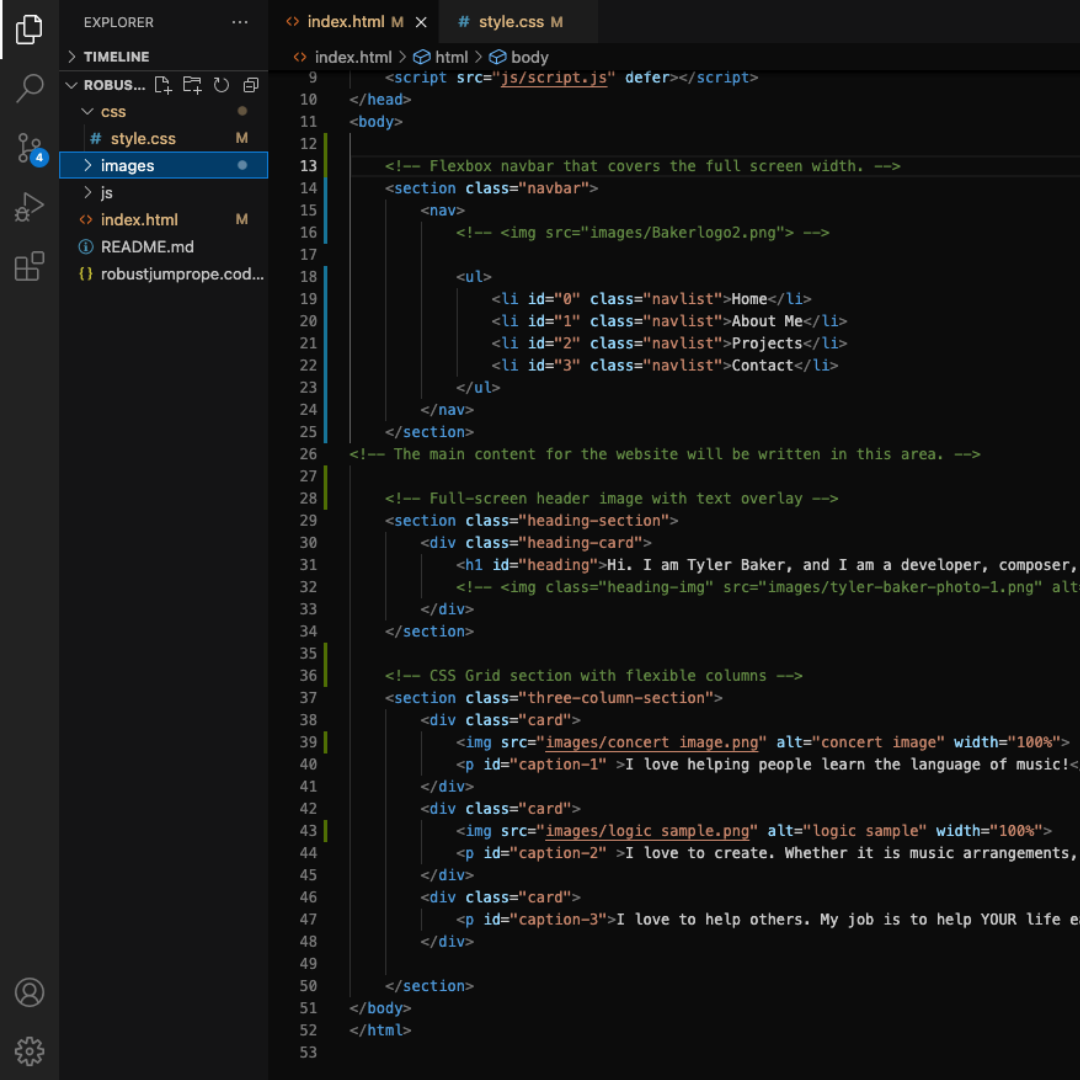 EXPLORER
TIMELINE
ROBUS...
css
# style.css M
images
js
index.html M
README.md
{} robustjumprope.cod...
4
<> index.html M ×
# style.css M
<> index.html > html > body
9 <script src="js/script.js" defer></script>
10 </head>
11 <body>
12
13 <!-- Flexbox navbar that covers the full screen width. -->
14 <section class="navbar">
15 <nav>
16 <!-- <img src="images/Bakerlogo2.png"> -->
17
18 <ul>
19 <li id="0" class="navlist">Home</li>
20 <li id="1" class="navlist">About Me</li>
21 <li id="2" class="navlist">Projects</li>
22 <li id="3" class="navlist">Contact</li>
23 </ul>
24 </nav>
25 </section>
26 <!-- The main content for the website will be written in this area. -->
27
28 <!-- Full-screen header image with text overlay -->
29 <section class="heading-section">
30 <div class="heading-card">
31 <h1 id="heading">Hi. I am Tyler Baker, and I am a developer, composer,
32 <!-- <img class="heading-img" src="images/tyler-baker-photo-1.png" alt
33 </div>
34 </section>
35
36 <!-- CSS Grid section with flexible columns -->
37 <section class="three-column-section">
38 <div class="card">
39 <img src="images/concert image.png" alt="concert image" width="100%">
40 <p id="caption-1" >I love helping people learn the language of music!<
41 </div>
42 <div class="card">
43 <img src="images/logic sample.png" alt="logic sample" width="100%">
44 <p id="caption-2" >I love to create. Whether it is music arrangements,
45 </div>
46 <div class="card">
47 <p id="caption-3">I love to help others. My job is to help YOUR life
48 </div>
49
50 </section>
51 </body>
52 </html>
53